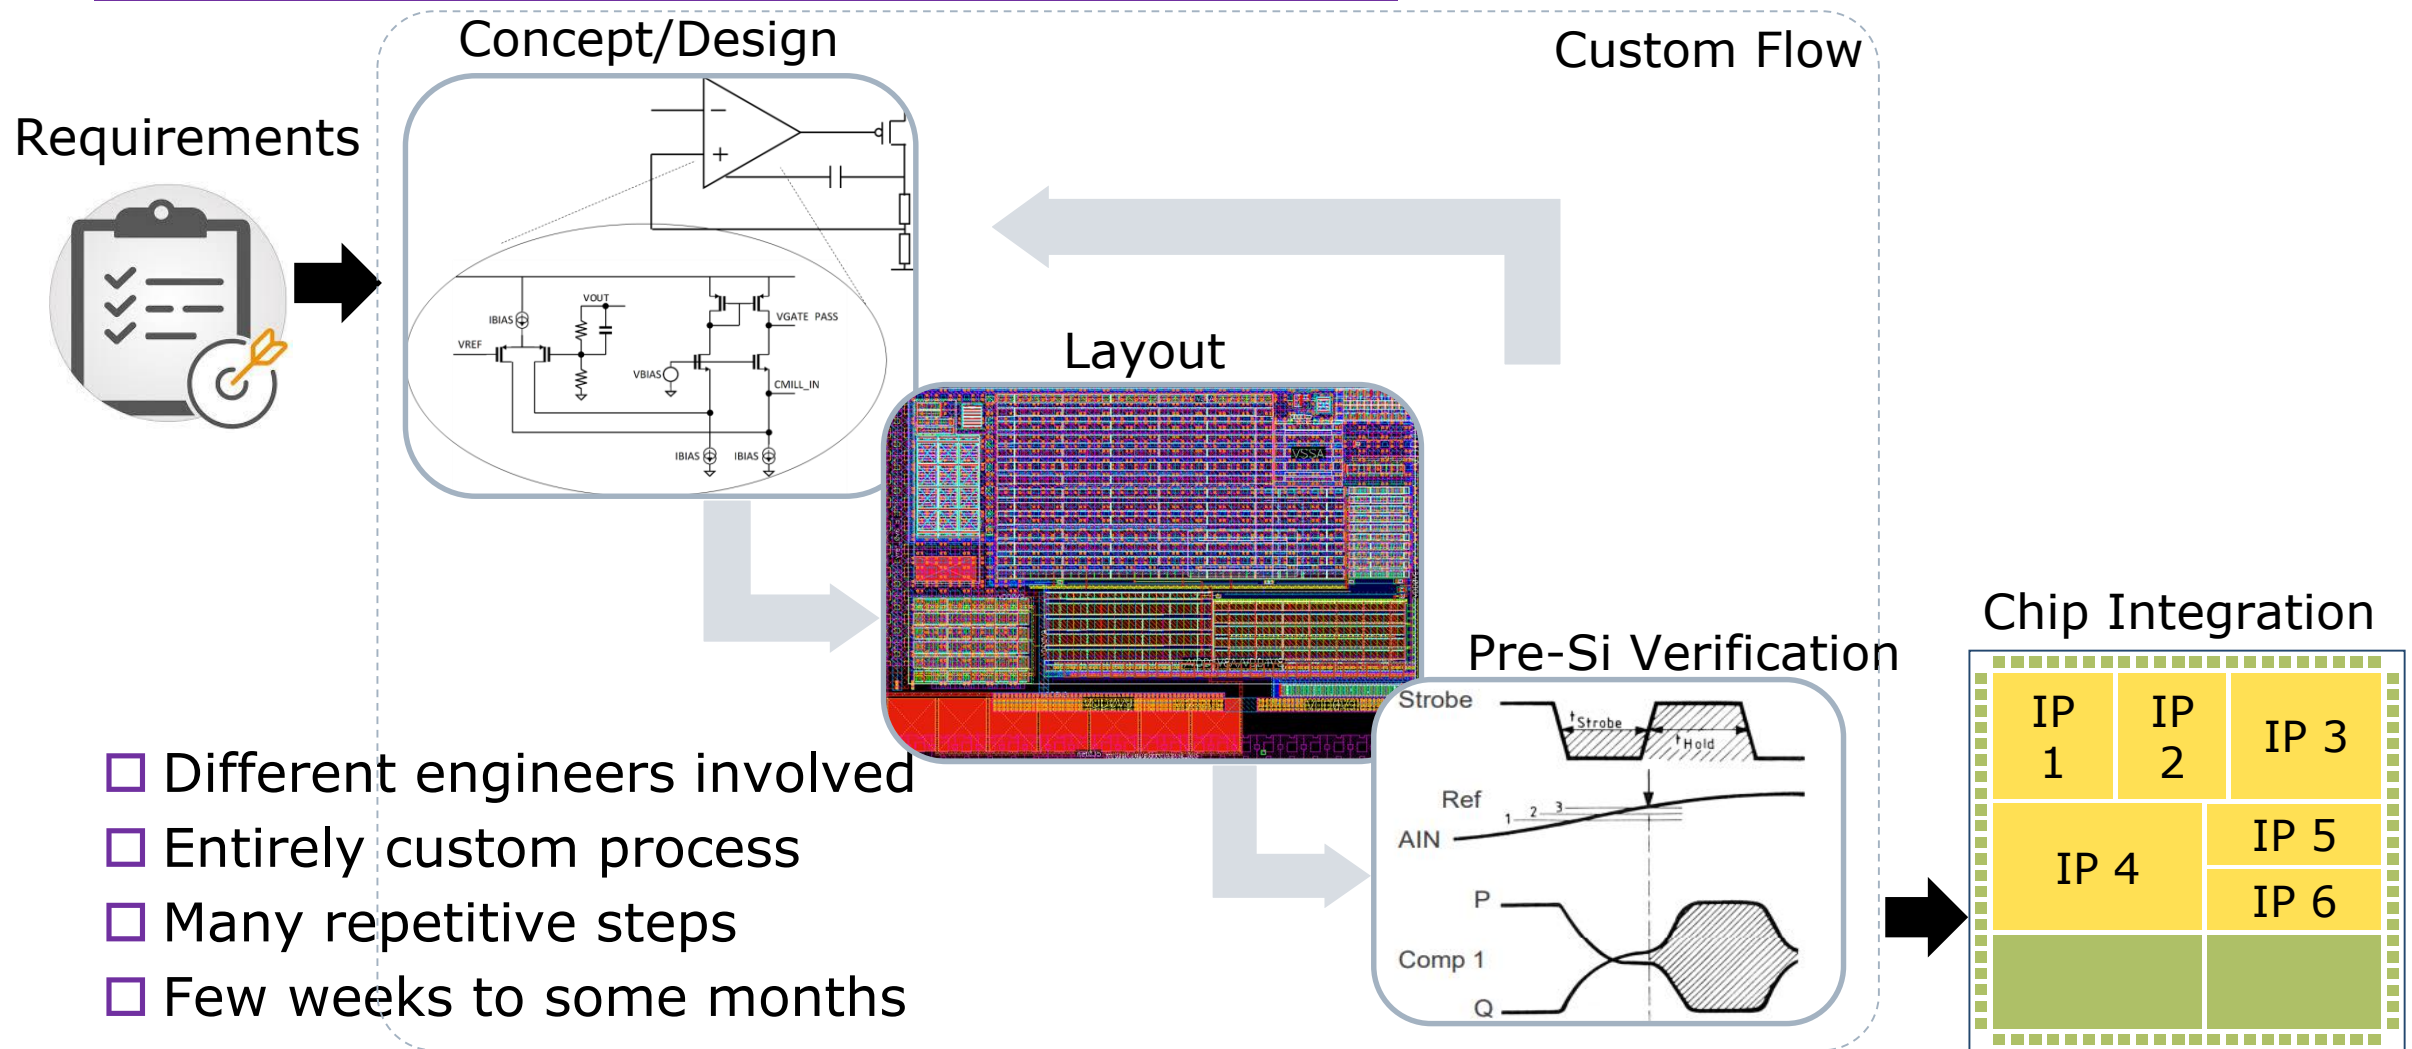 Concept/Design
Custom Flow
Requirements
VOUT
IBIAS
VGATE PASS
VREF
VBIAS
CMILL_IN
IBIAS
IBIAS
Layout
VSSA
Pre-Si Verification
Strobe
tStrobe
tHold
Ref
1 2 3
AIN
P
Comp 1
Q
Chip Integration
IP 1
IP 2
IP 3
IP 4
IP 5
IP 6
Different engineers involved
Entirely custom process
Many repetitive steps
Few weeks to some months